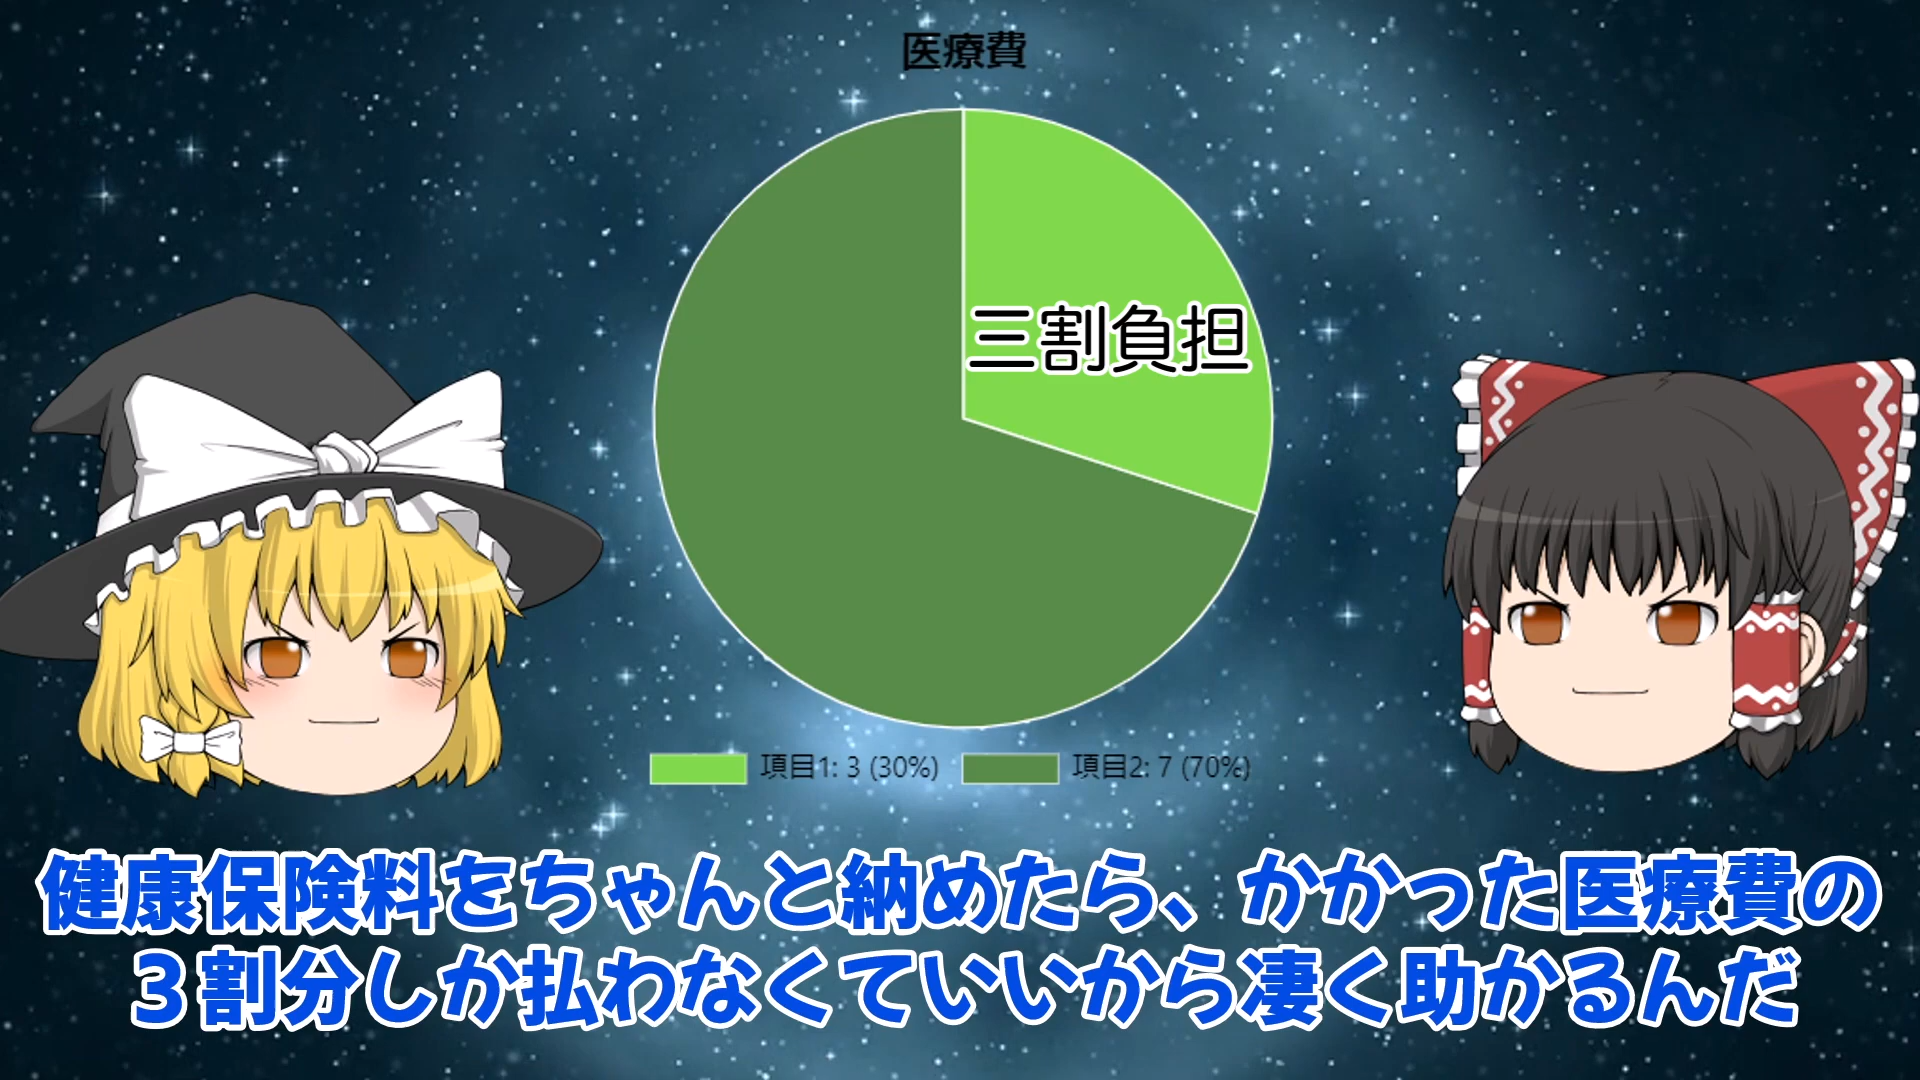 医療費
三割負担
項目1: 3 (30%) 項目2: 7 (70%)
健康保険料をちゃんと納めたら、かかった医療費の
３割分しか払わなくていいから凄く助かるんだ